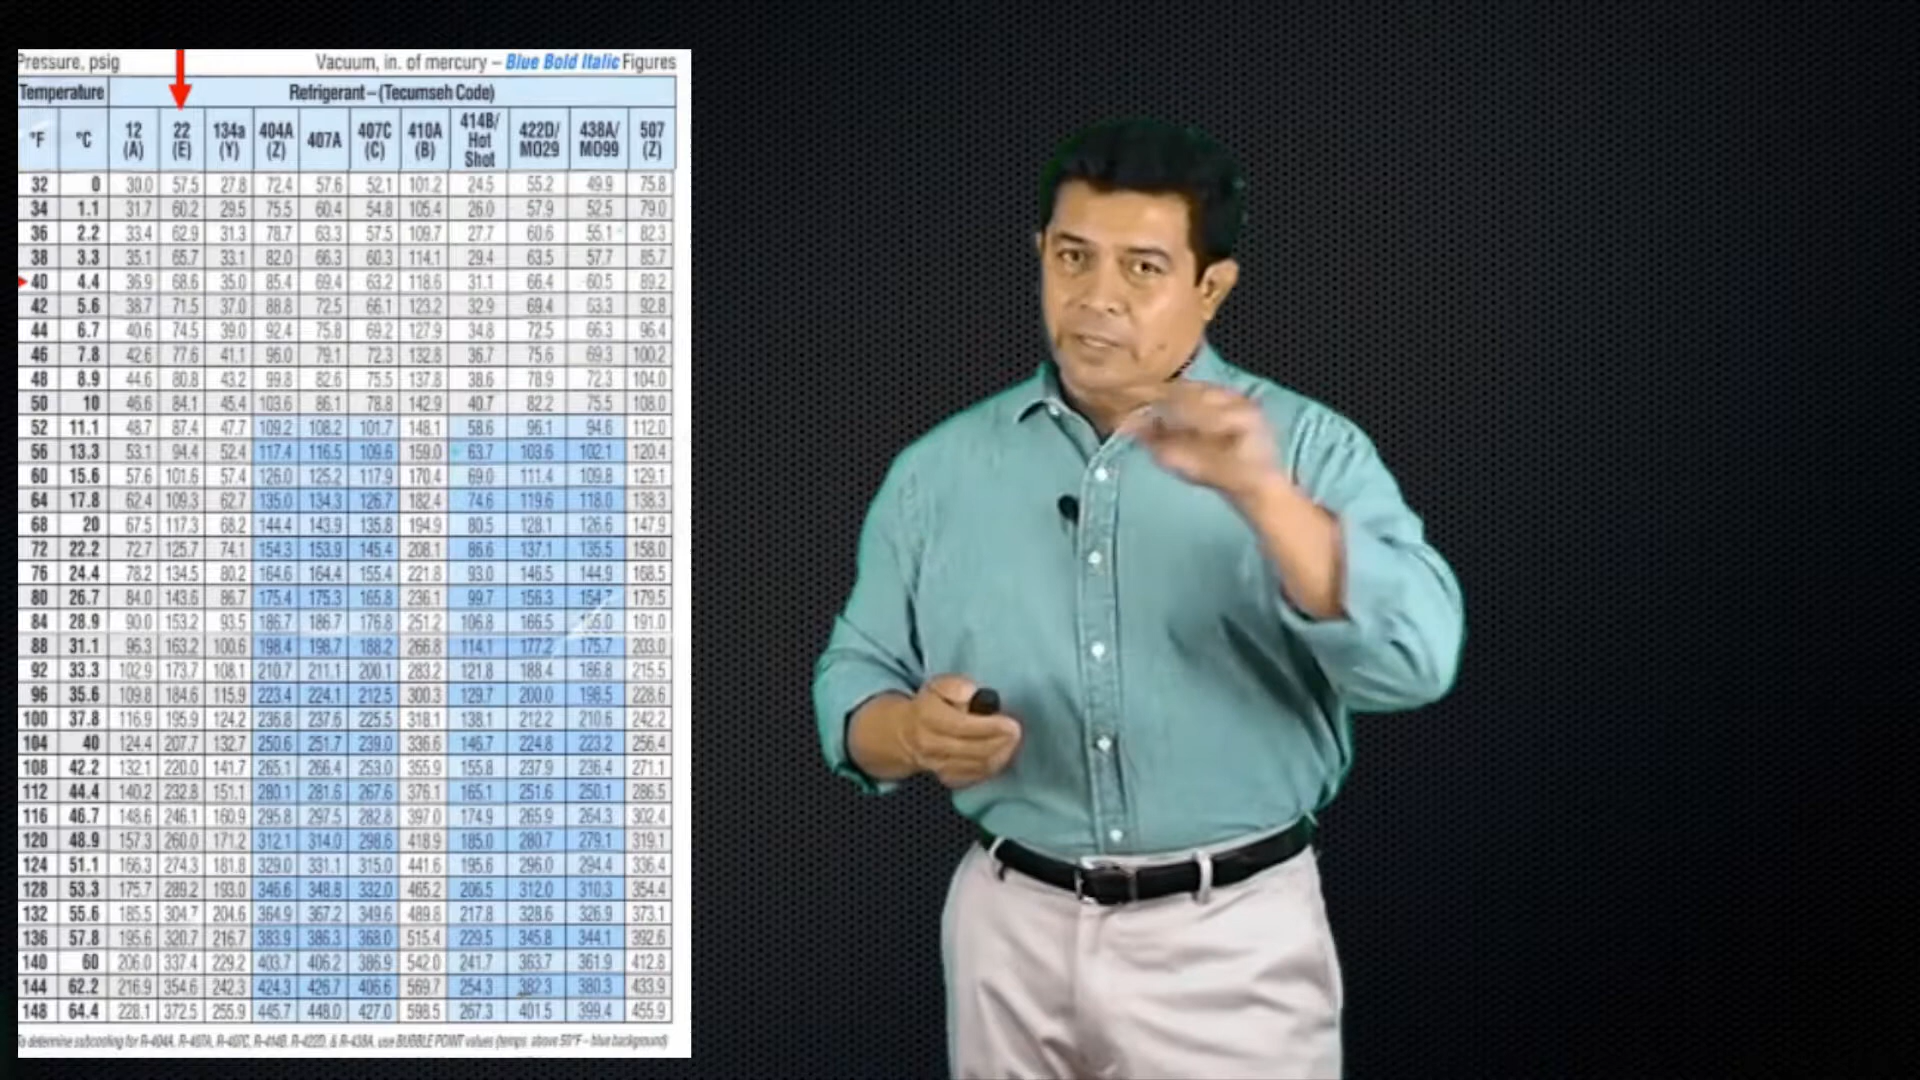 Pressure, psig Vacuum, in. of mercury – Blue Bold Italic Figures
Temperature Refrigerant – (Tecumseh Code)
°F °C 12 (A) 22 (E) 134a (Y) 404A (Z) 407A 407C (C) 410A (B) 414B/ Hot Shot 422D/ MO29 438A/ MO99 507 (Z)
32 0 30.0 57.5 27.8 72.4 57.6 52.1 101.2 24.5 55.2 49.9 75.8
34 1.1 31.7 60.2 29.5 75.5 60.4 54.8 105.4 26.0 57.9 52.5 79.0
36 2.2 33.4 62.9 31.3 78.7 63.3 57.5 109.7 27.7 60.6 55.1 82.3
38 3.3 35.1 65.7 33.1 82.0 66.3 60.3 114.1 29.4 63.5 57.7 85.7
40 4.4 36.9 68.6 35.0 85.4 69.4 63.2 118.6 31.1 66.4 60.5 89.2
42 5.6 38.7 71.5 37.0 88.8 72.5 66.1 123.2 32.9 69.4 63.3 92.8
44 6.7 40.6 74.5 39.0 92.4 75.8 69.2 127.9 34.8 72.5 66.3 96.4
46 7.8 42.6 77.6 41.1 96.0 79.1 72.3 132.8 36.7 75.6 69.3 100.2
48 8.9 44.6 80.8 43.2 99.8 82.6 75.5 137.8 38.6 78.9 72.3 104.0
50 10 46.6 84.1 45.4 103.6 86.1 78.8 142.9 40.7 82.2 75.5 108.0
52 11.1 48.7 87.4 47.7 109.2 108.2 101.7 148.1 58.6 96.1 94.6 112.0
56 13.3 53.1 94.4 52.4 117.4 116.5 109.6 159.0 63.7 103.6 102.1 120.4
60 15.6 57.6 101.6 57.4 126.0 125.2 117.9 170.4 69.0 111.4 109.8 129.1
64 17.8 62.4 109.3 62.7 135.0 134.3 126.7 182.4 74.6 119.6 118.0 138.3
68 20 67.5 117.3 68.2 144.4 143.9 135.8 194.9 80.5 128.1 126.6 147.9
72 22.2 72.7 125.7 74.1 154.3 153.9 145.4 208.1 86.6 137.1 135.5 158.0
76 24.4 78.2 134.5 80.2 164.6 164.4 155.4 221.8 93.0 146.5 144.9 168.5
80 26.7 84.0 143.6 86.7 175.4 175.3 165.8 236.1 99.7 156.3 154.7 179.5
84 28.9 90.0 153.2 93.5 186.7 186.7 176.8 251.2 106.8 166.5 191.0
88 31.1 96.3 163.2 100.6 198.4 198.7 188.2 266.8 114.1 177.2 175.7 203.0
92 33.3 102.9 173.7 108.1 210.7 211.1 200.1 283.2 121.8 188.4 186.8 215.5
96 35.6 109.8 184.6 115.9 223.4 224.1 212.5 300.3 129.7 200.0 198.5 228.6
100 37.8 116.9 195.9 124.2 236.8 237.6 225.5 318.1 138.1 212.2 210.6 242.2
104 40 124.4 207.7 132.7 250.6 251.7 239.0 336.6 146.7 224.8 223.2 256.4
108 42.2 132.1 220.0 141.7 265.1 266.4 253.0 355.9 155.8 237.9 236.4 271.1
112 44.4 140.2 232.8 151.1 280.1 281.6 267.6 376.1 165.1 251.6 250.1 286.5
116 46.7 148.6 246.1 160.9 295.8 297.5 282.8 397.0 174.9 265.9 264.3 302.4
120 48.9 157.3 260.0 171.2 312.1 314.0 298.6 418.9 185.0 280.7 279.1 319.1
124 51.1 166.3 274.3 181.8 329.0 331.1 315.0 441.6 195.6 296.0 294.4 336.4
128 53.3 175.7 289.2 193.0 346.6 348.8 332.0 465.2 206.5 312.0 310.3 354.4
132 55.6 185.5 304.7 204.6 364.9 367.2 349.6 489.8 217.8 328.6 326.9 373.1
136 57.8 195.6 320.7 216.7 383.9 386.3 368.0 515.4 229.5 345.8 344.1 392.6
140 60 206.0 337.4 229.2 403.7 406.2 386.9 542.0 241.7 363.7 361.9 412.8
144 62.2 216.9 354.6 242.3 424.3 426.7 406.6 569.7 254.3 382.3 380.3 433.9
148 64.4 228.1 372.5 255.9 445.7 448.0 427.0 598.5 267.3 401.5 399.4 455.9
To determine subcooling for R-404A, R-407A, R-407C, R-414B, R-422D, & R-438A, use BUBBLE POINT values (temps. above 50°F – blue background)